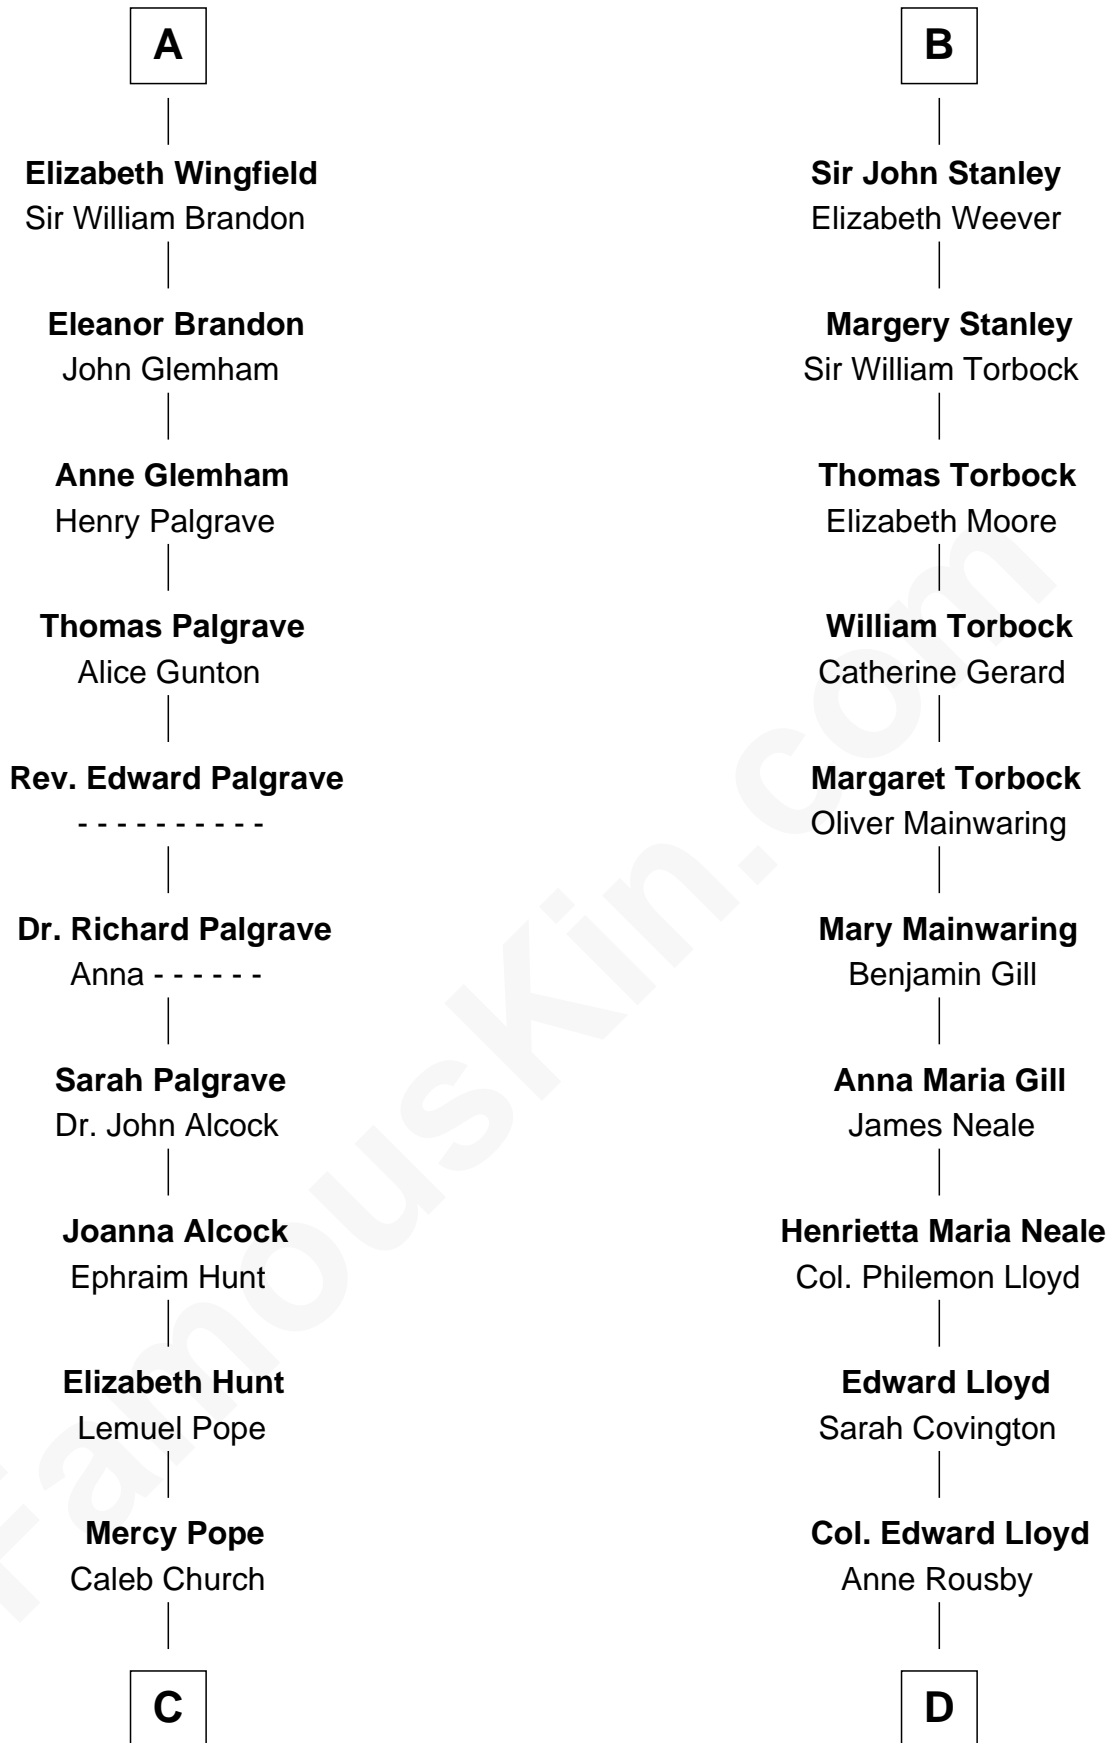 A
Elizabeth Wingfield
Sir William Brandon
Eleanor Brandon
John Glemham
Anne Glemham
Henry Palgrave
Thomas Palgrave
Alice Gunton
Rev. Edward Palgrave
- - - - - - - - - -
Dr. Richard Palgrave
Anna - - - - - -
Sarah Palgrave
Dr. John Alcock
Joanna Alcock
Ephraim Hunt
Elizabeth Hunt
Lemuel Pope
Mercy Pope
Caleb Church
C
B
Sir John Stanley
Elizabeth Weever
Margery Stanley
Sir William Torbock
Thomas Torbock
Elizabeth Moore
William Torbock
Catherine Gerard
Margaret Torbock
Oliver Mainwaring
Mary Mainwaring
Benjamin Gill
Anna Maria Gill
James Neale
Henrietta Maria Neale
Col. Philemon Lloyd
Edward Lloyd
Sarah Covington
Col. Edward Lloyd
Anne Rousby
D
FamousKin.com